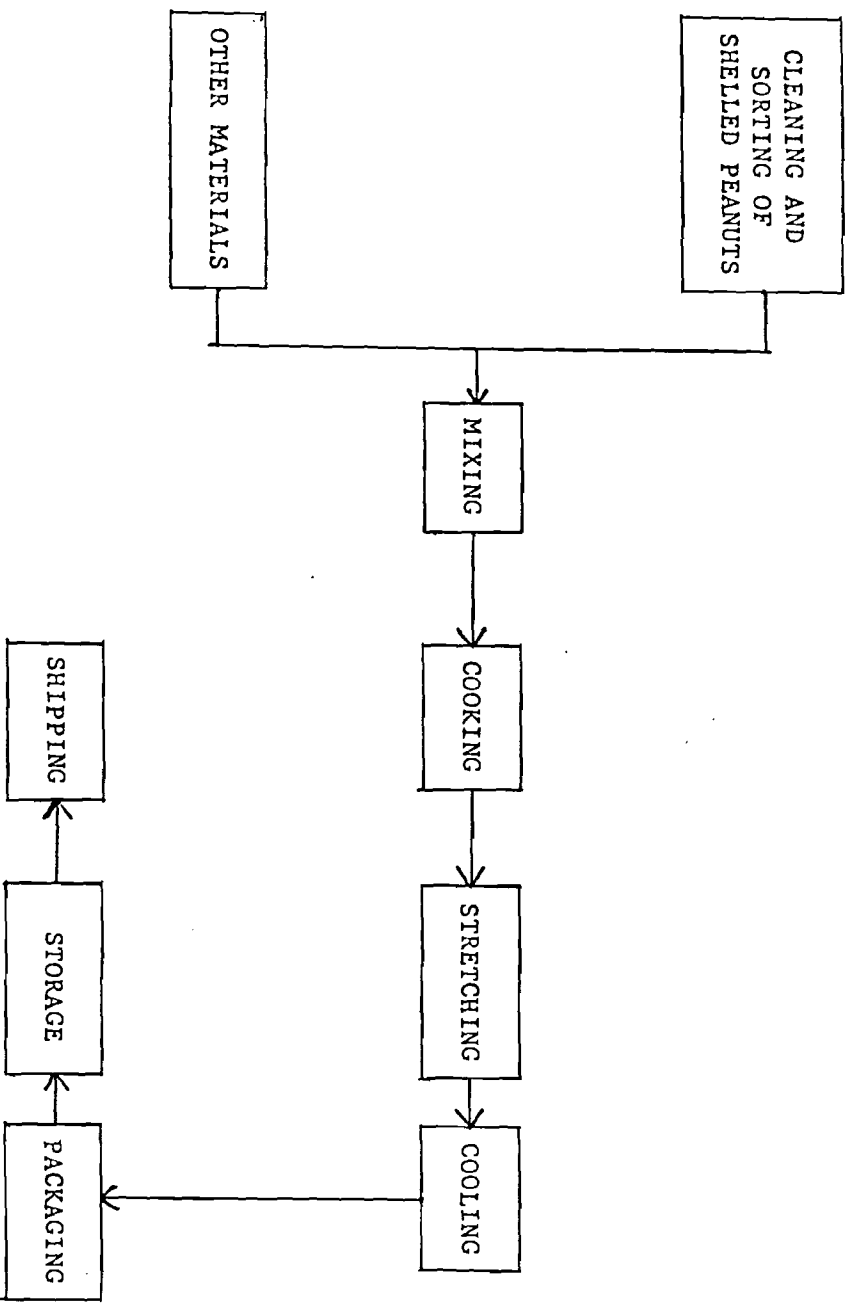 CLEANING AND
SORTING OF
SHELLED PEANUTS
OTHER MATERIALS
MIXING
COOKING
STRETCHING
COOLING
PACKAGING
STORAGE
SHIPPING